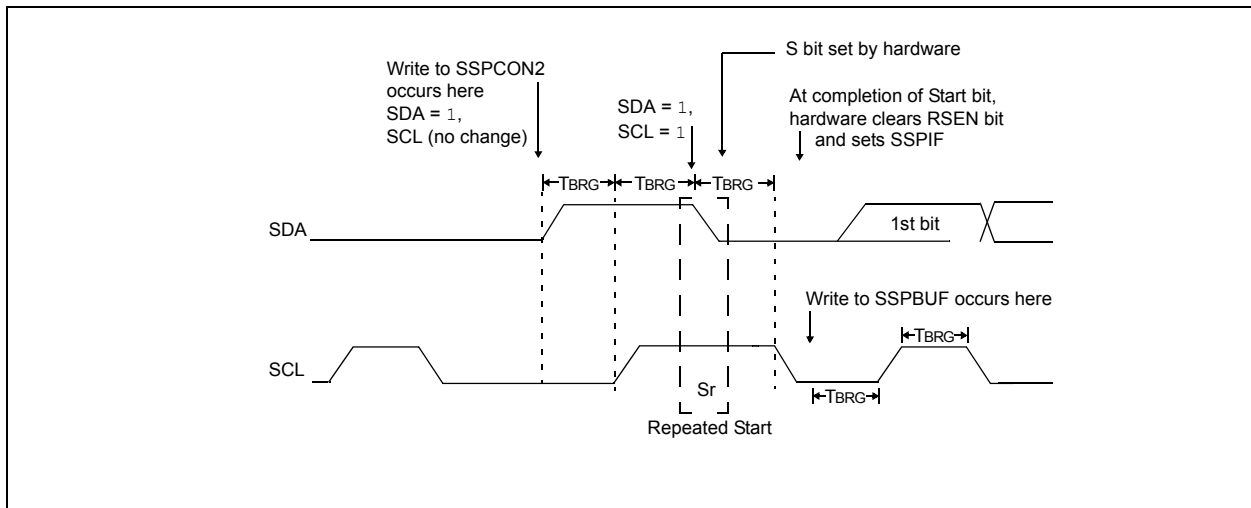 S bit set by hardware
Write to SSPCON2
occurs here
SDA = 1,
SCL (no change)
SDA = 1,
SCL = 1
At completion of Start bit,
hardware clears RSEN bit
and sets SSPIF
TBRG
TBRG
TBRG
SDA
1st bit
Write to SSPBUF occurs here
TBRG
SCL
Sr
TBRG
Repeated Start